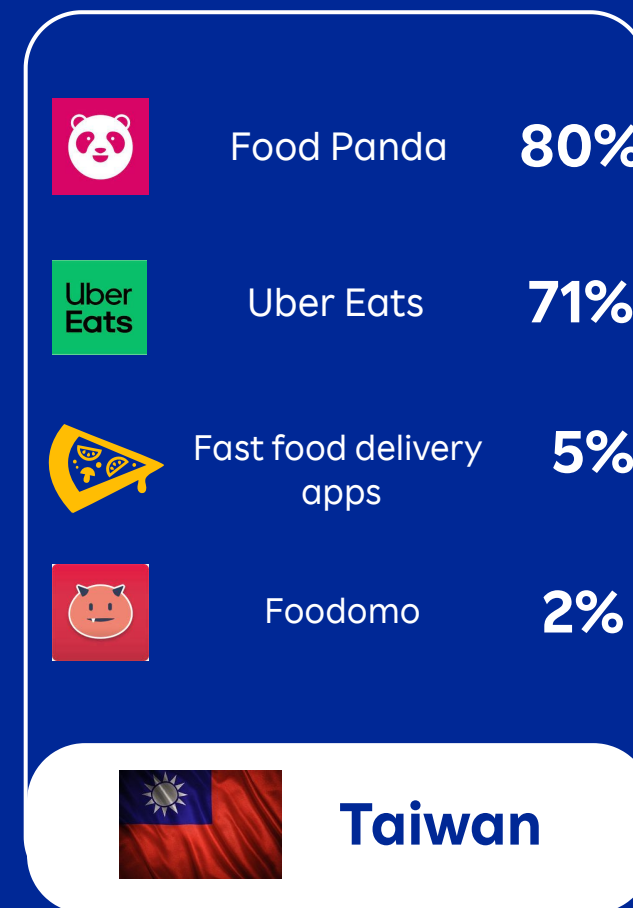 Food Panda 80%
Uber
Eats
Uber Eats 71%
Fast food delivery
apps
5%
Foodomo 2%
Taiwan